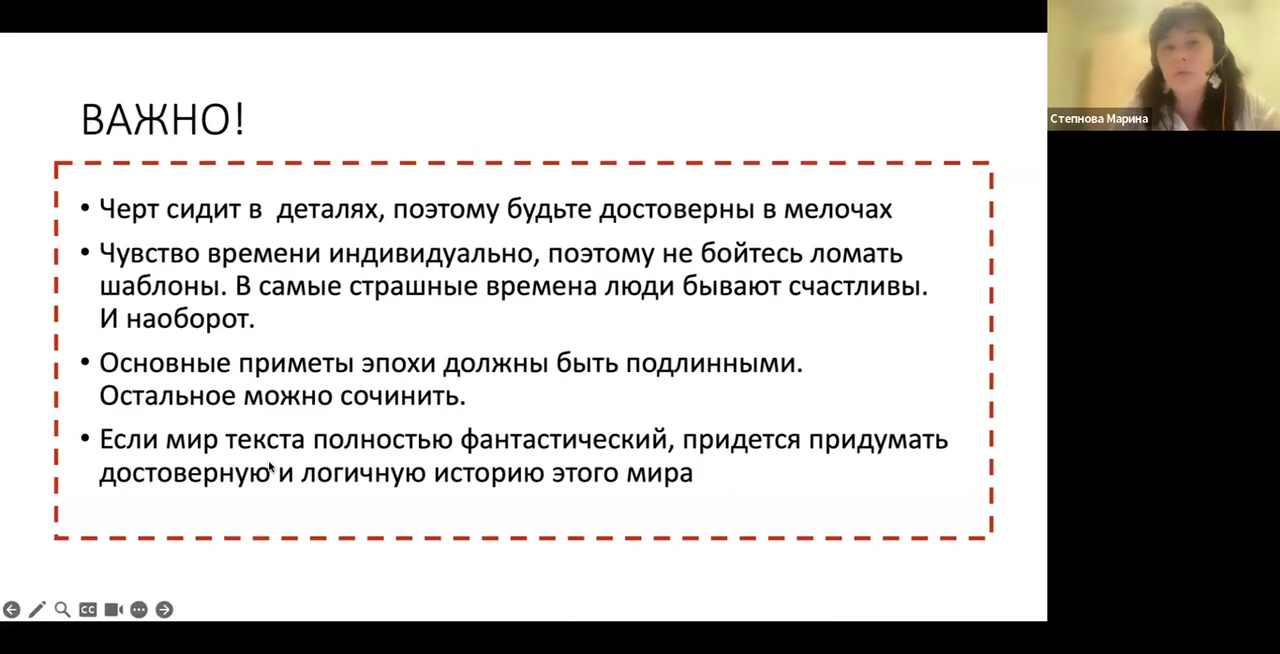 ВАЖНО!
• Черт сидит в  деталях, поэтому будьте достоверны в мелочах
• Чувство времени индивидуально, поэтому не бойтесь ломать
шаблоны. В самые страшные времена люди бывают счастливы.
И наоборот.
• Основные приметы эпохи должны быть подлинными.
Остальное можно сочинить.
• Если мир текста полностью фантастический, придется придумать
достоверную и логичную историю этого мира
Степнова Марина
CC